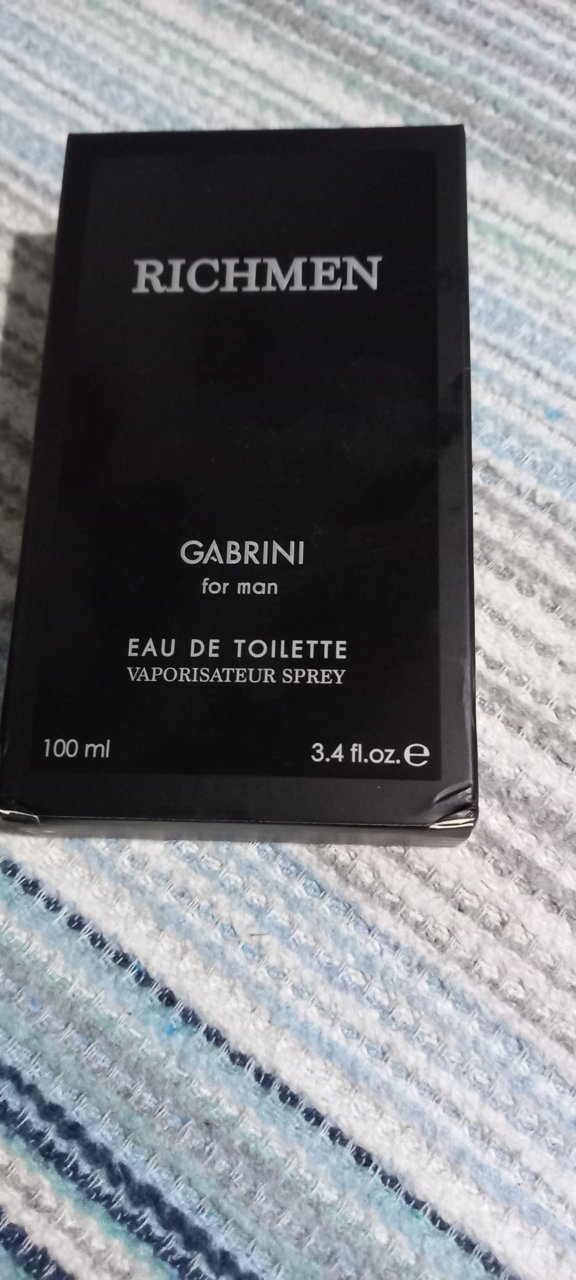 RICHMEN
GABRINI
for man
EAU DE TOILETTE
VAPORISATEUR SPREY
100 ml
3.4 fl.oz. ℮